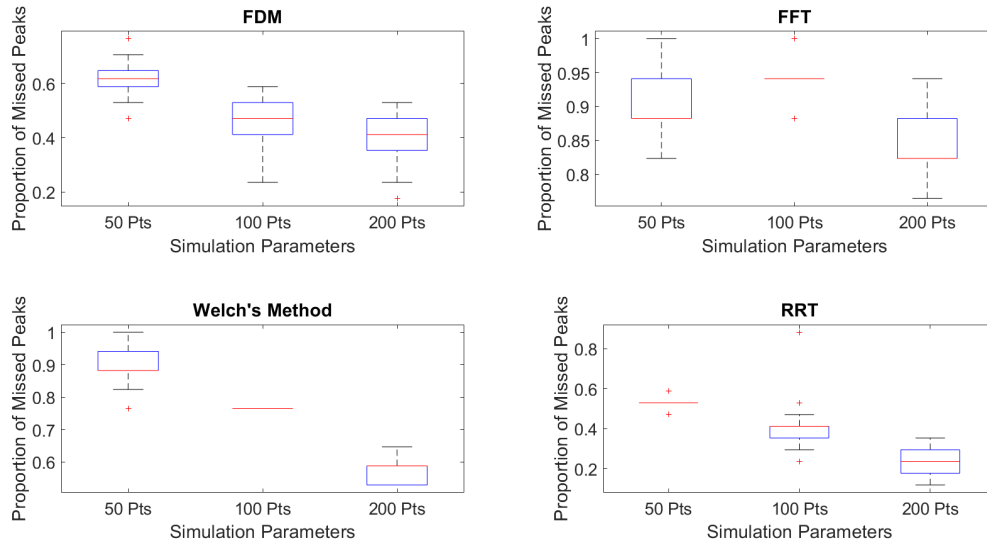 FDM
Proportion of Missed Peaks
0.6
0.4
0.2
50 Pts 100 Pts 200 Pts
Simulation Parameters
FFT
Proportion of Missed Peaks
1
0.95
0.9
0.85
0.8
50 Pts 100 Pts 200 Pts
Simulation Parameters
Welch's Method
Proportion of Missed Peaks
1
0.9
0.8
0.7
0.6
50 Pts 100 Pts 200 Pts
Simulation Parameters
RRT
Proportion of Missed Peaks
0.8
0.6
0.4
0.2
50 Pts 100 Pts 200 Pts
Simulation Parameters